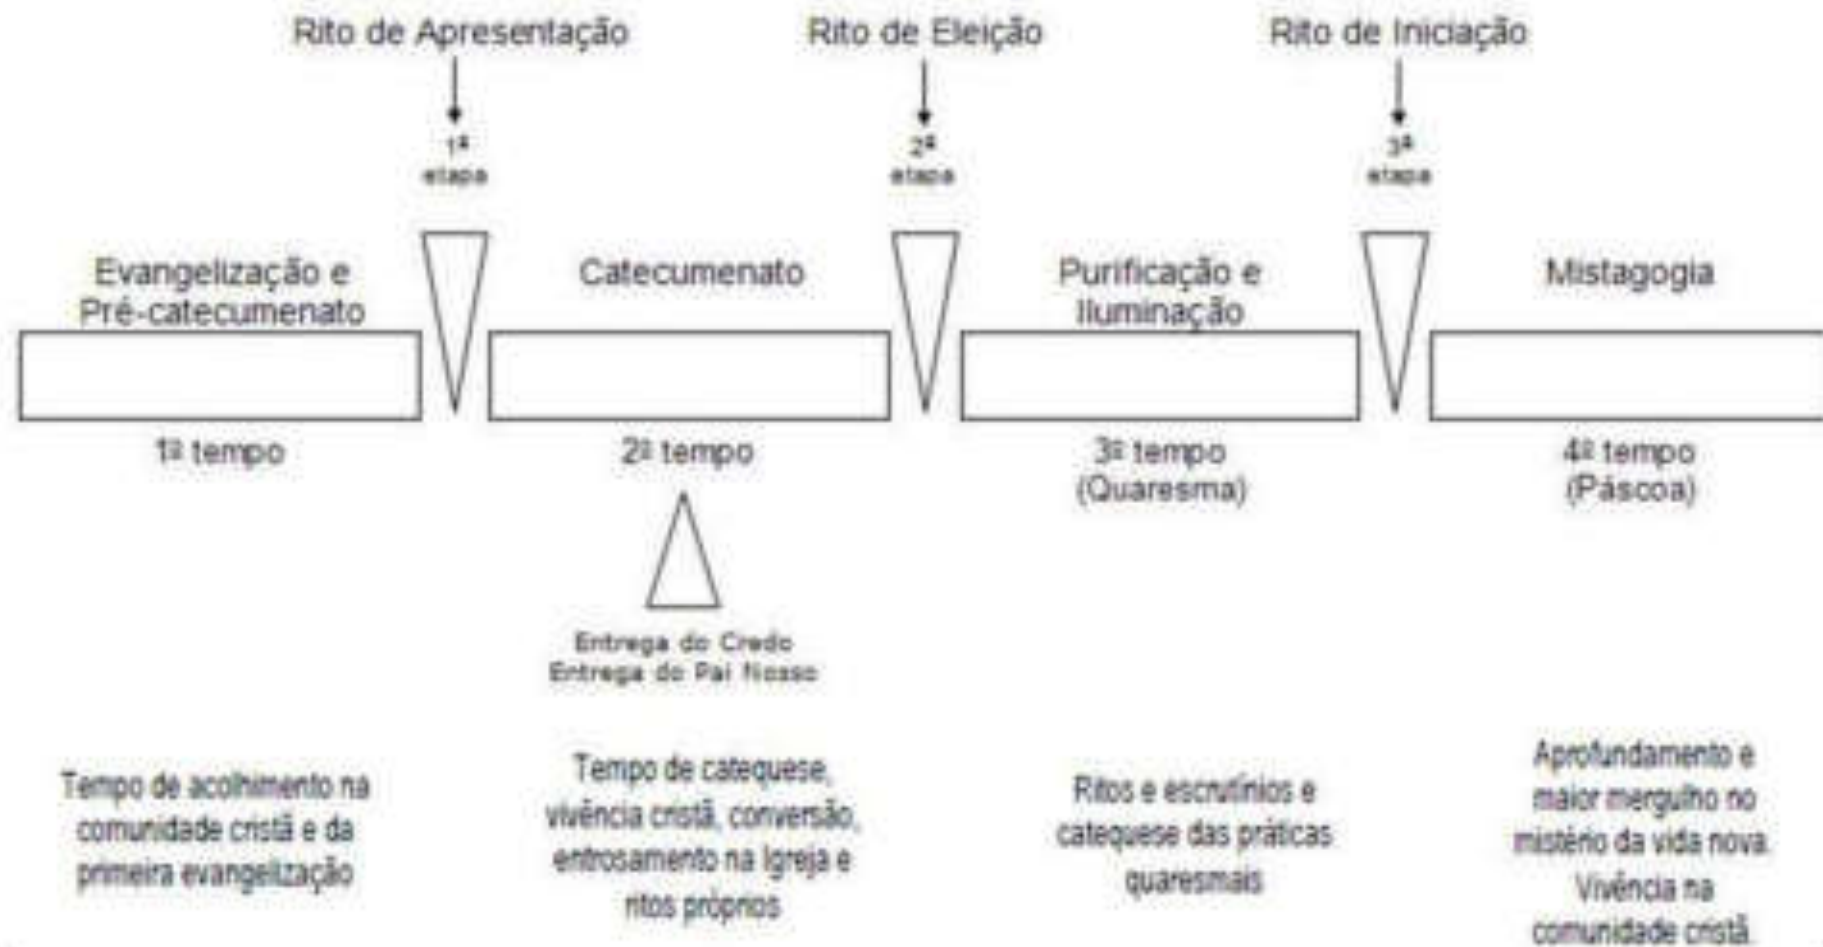 Rito de Apresentação
Rito de Eleição
Rito de Iniciação
1ª
etapa
2ª
etapa
3ª
etapa
Evangelização e
Pré-catecumenato
Catecumenato
Purificação e
Iluminação
Mistagogia
1º tempo
2º tempo
3º tempo
(Quaresma)
4º tempo
(Páscoa)
Entrega do Credo
Entrega do Pai Nosso
Tempo de acolhimento na
comunidade cristã e da
primeira evangelização
Tempo de catequese,
vivência cristã, conversão,
entrosamento na Igreja e
ritos próprios
Ritos e escrutínios e
catequese das práticas
quaresmais
Aprofundamento e
maior mergulho no
mistério da vida nova.
Vivência na
comunidade cristã.